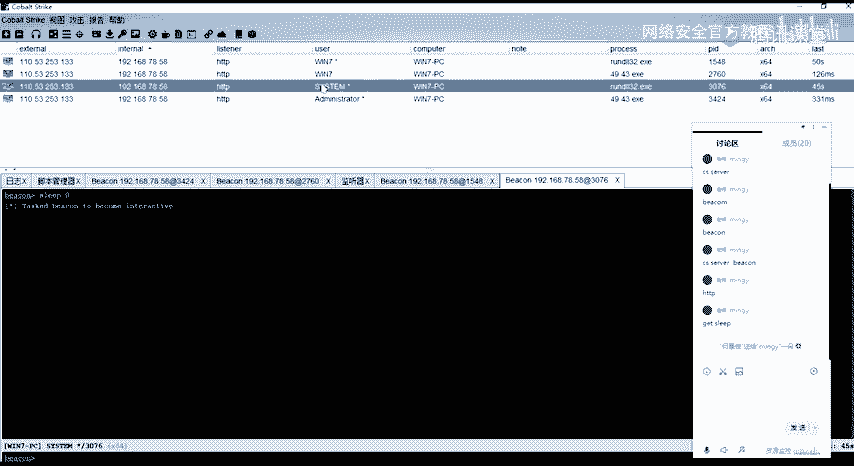 Cobalt Strike
Cobalt Strike 视图 攻击 报告 帮助
网络安全官方教
external internal listener user computer note process pid arch last
110 53 253 133 192 168 78 58 http WIN7 * WIN7-PC rundll32 exe 1548 x64 50s
110 53 253 133 192 168 78 58 http WIN7 WIN7-PC 49 43 exe 2760 x64 126ms
110 53 253 133 192 168 78 58 http SYSTEM * WIN7-PC rundll32 exe 3076 x64 45s
110 53 253 133 192 168 78 58 http Administrator * WIN7-PC 49 43 exe 3424 x64 331ms
日志X 脚本管理器X Beacon 192.168.78.58@3424 X Beacon 192.168.78.58@2760 X 监听器X Beacon 192.168.78.58@1548 X Beacon 192.168.78.58@3076 X
beacon> sleep 0
[*] Tasked beacon to become interactive
讨论区 成员(20)
cs server
beacom
beacon
cs server beacon
http
get sleep
发送
[WIN7-PC] SYSTEM */3076 (x64)
45s
beacon>